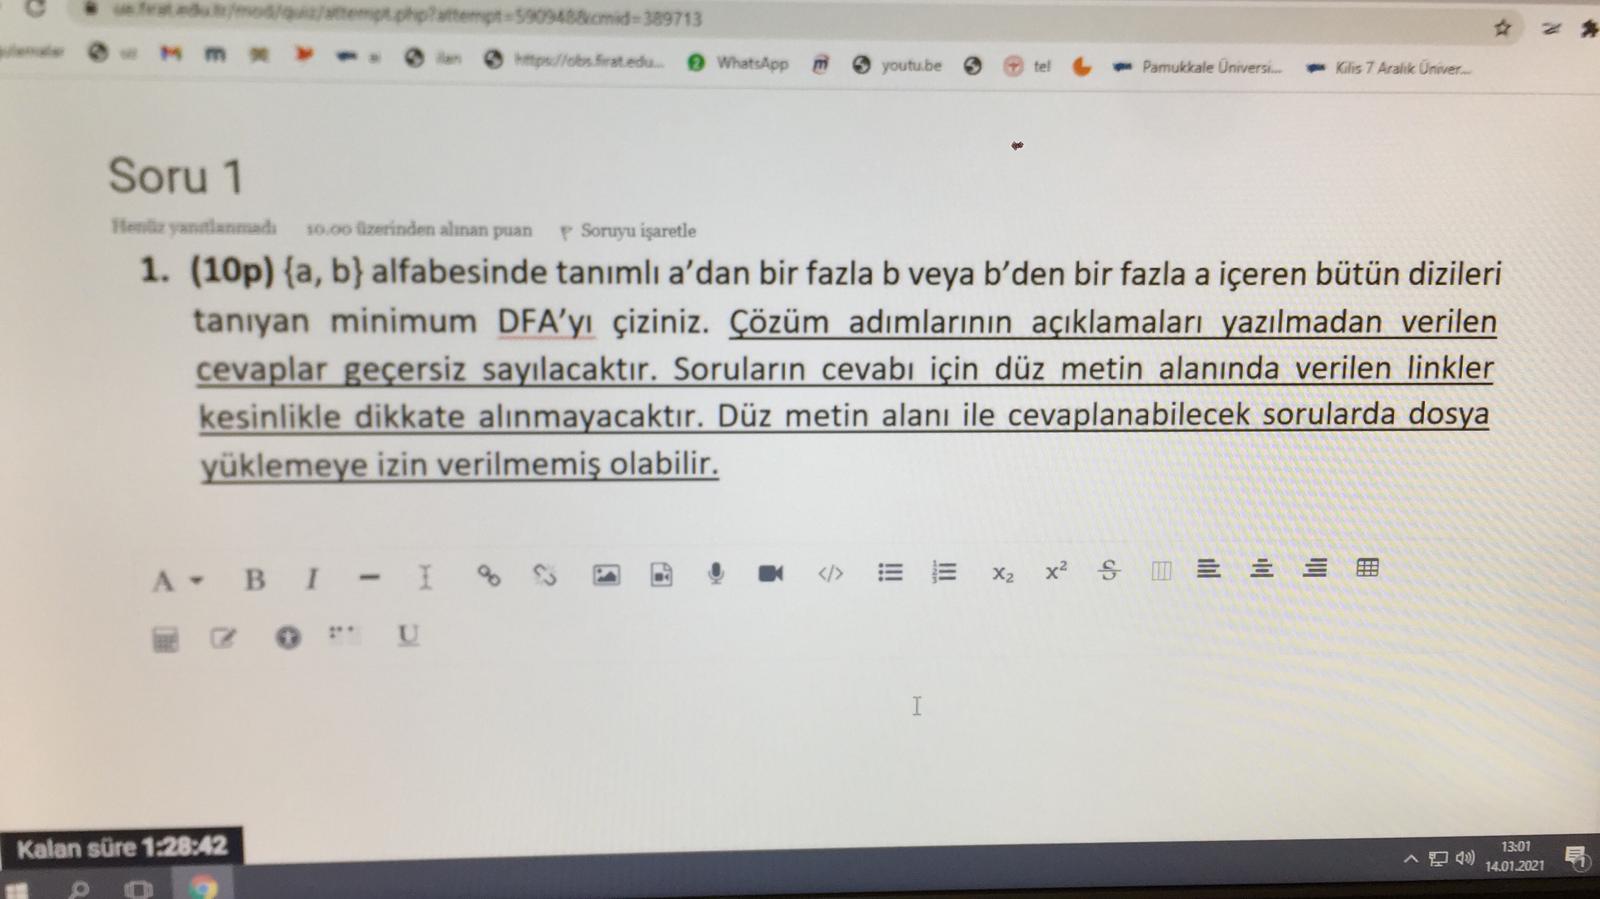 ue.firat.edu.tr/mod/quiz/attempt.php?attempt=590948&cmid=389713
ilan https://obs.firat.edu... WhatsApp youtu.be tel Pamukkale Üniversi... Kilis 7 Aralık Üniver...
Soru 1
Henüz yanıtlanmadı 10.00 üzerinden alınan puan Soruyu işaretle
1. (10p) {a, b} alfabesinde tanımlı a’dan bir fazla b veya b’den bir fazla a içeren bütün dizileri
tanıyan minimum DFA’yı çiziniz. Çözüm adımlarının açıklamaları yazılmadan verilen
cevaplar geçersiz sayılacaktır. Soruların cevabı için düz metin alanında verilen linkler
kesinlikle dikkate alınmayacaktır. Düz metin alanı ile cevaplanabilecek sorularda dosya
yüklemeye izin verilmemiş olabilir.
Kalan süre 1:28:42
13:01
14.01.2021